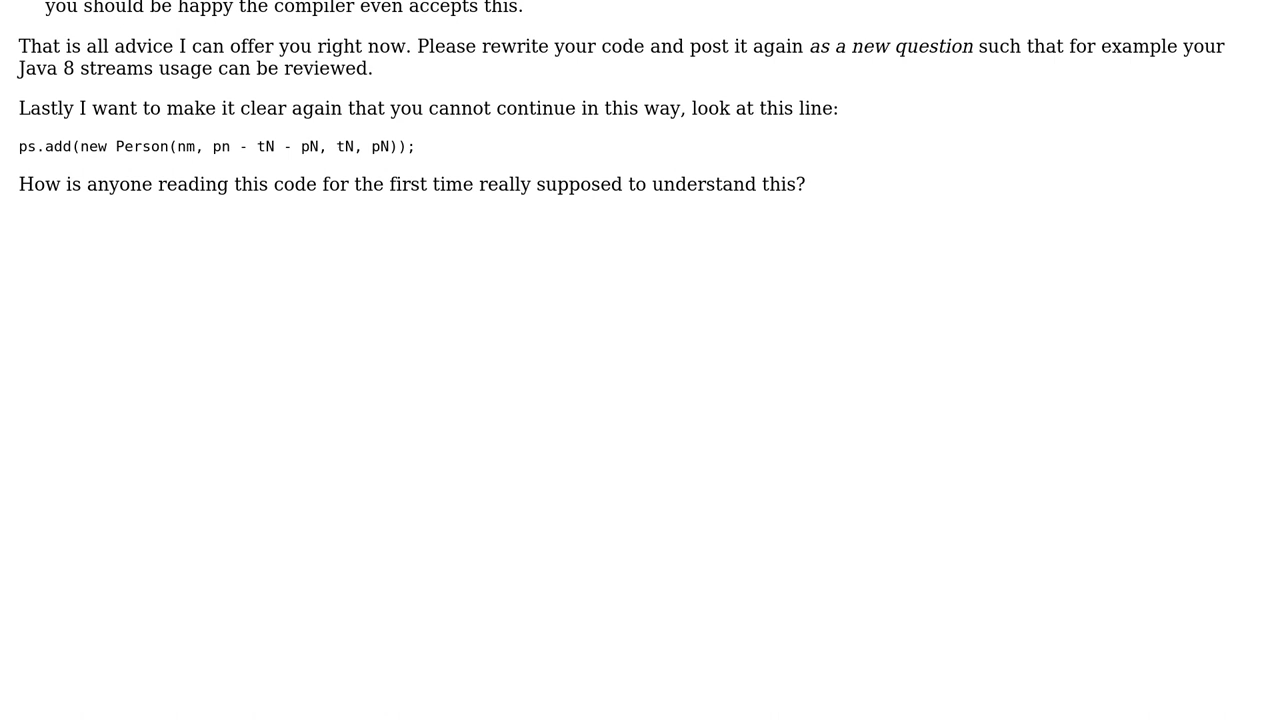 you should be happy the compiler even accepts this.
That is all advice I can offer you right now. Please rewrite your code and post it again as a new question such that for example your
Java 8 streams usage can be reviewed.
Lastly I want to make it clear again that you cannot continue in this way, look at this line:
ps.add(new Person(nm, pn - tN - pN, tN, pN));
How is anyone reading this code for the first time really supposed to understand this?